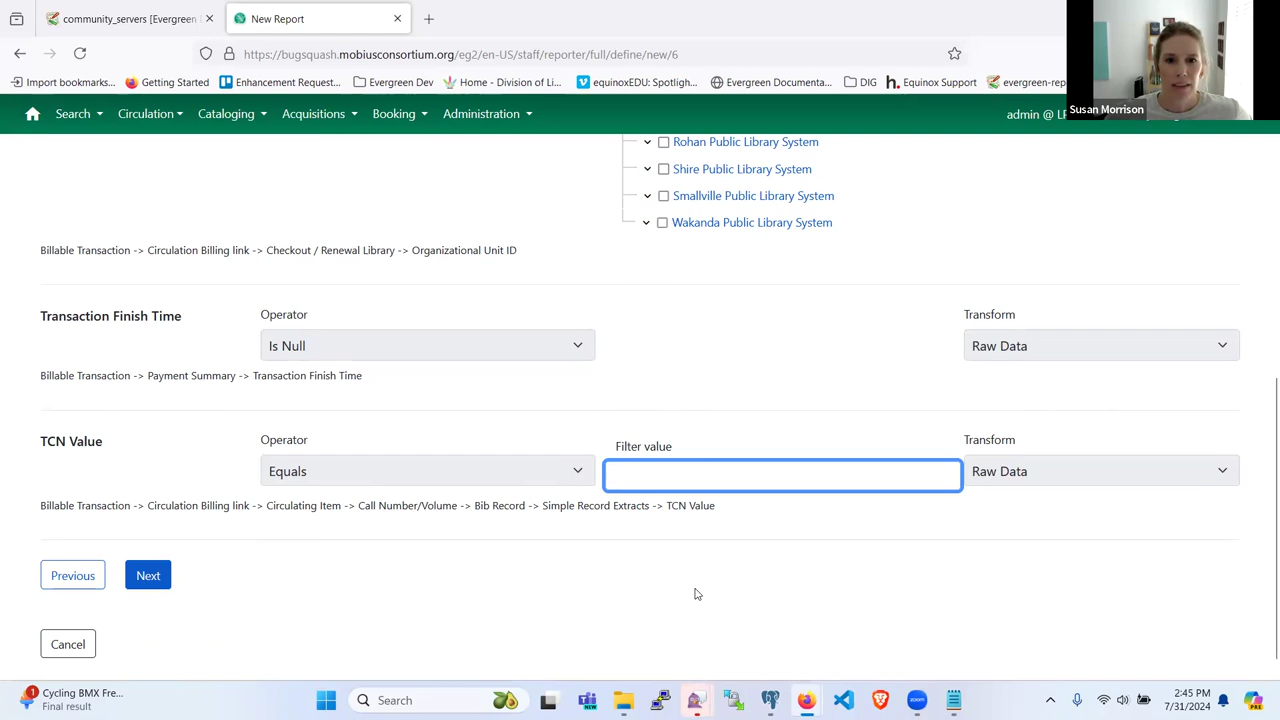 community_servers [Evergreen
New Report
https://bugsquash.mobiusconsortium.org/eg2/en-US/staff/reporter/full/define/new/6
Import bookmarks...
Getting Started
Enhancement Request...
Evergreen Dev
Home - Division of Li...
equinoxEDU: Spotligh...
Evergreen Documenta...
DIG
Equinox Support
evergreen-rep
Susan Morrison
Search
Circulation
Cataloging
Acquisitions
Booking
Administration
admin @
Rohan Public Library System
Shire Public Library System
Smallville Public Library System
Wakanda Public Library System
Billable Transaction -> Circulation Billing link -> Checkout / Renewal Library -> Organizational Unit ID
Transaction Finish Time
Operator
Is Null
Transform
Raw Data
Billable Transaction -> Payment Summary -> Transaction Finish Time
TCN Value
Operator
Equals
Filter value
Transform
Raw Data
Billable Transaction -> Circulation Billing link -> Circulating Item -> Call Number/Volume -> Bib Record -> Simple Record Extracts -> TCN Value
Previous
Next
Cancel
1
Cycling BMX Fre...
Final result
Search
NEW
zoom
2:45 PM
7/31/2024
PRE